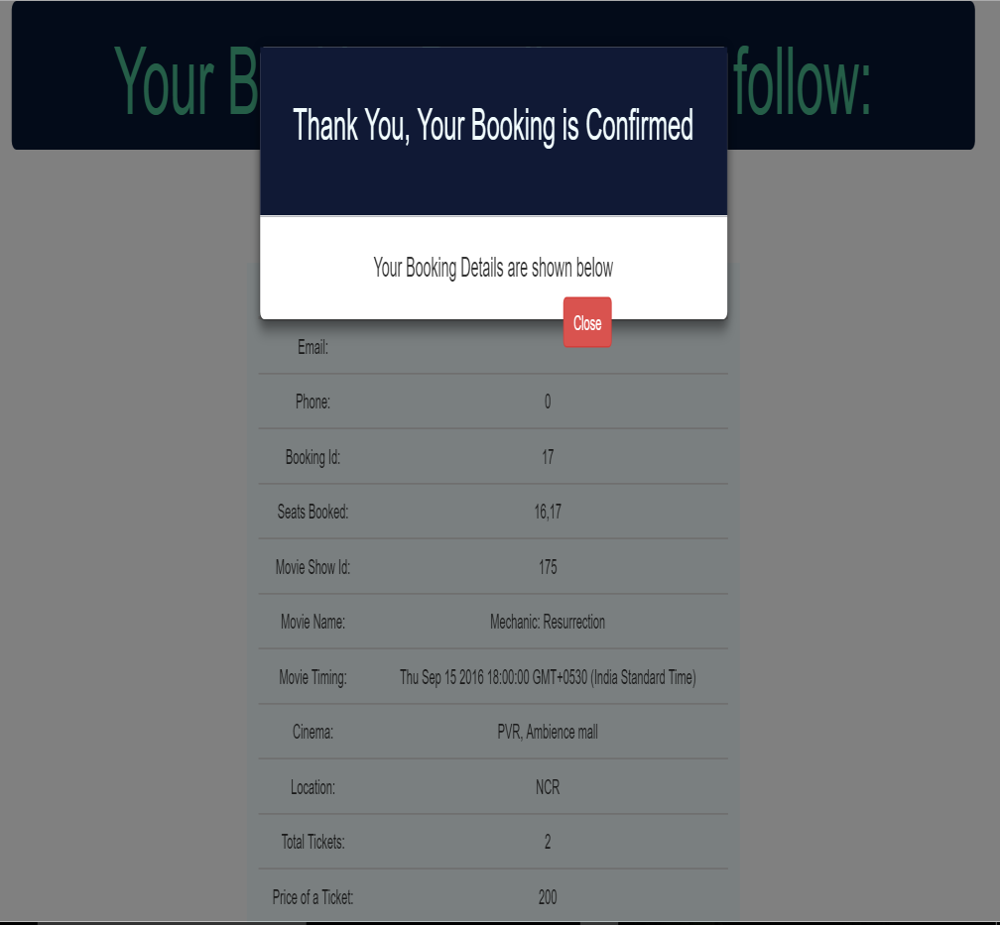 Your B
follow:
Thank You, Your Booking is Confirmed
Your Booking Details are shown below
Close
Email:
Phone: 0
Booking Id: 17
Seats Booked: 16,17
Movie Show Id: 175
Movie Name: Mechanic: Resurrection
Movie Timing: Thu Sep 15 2016 18:00:00 GMT+0530 (India Standard Time)
Cinema: PVR, Ambience mall
Location: NCR
Total Tickets: 2
Price of a Ticket: 200